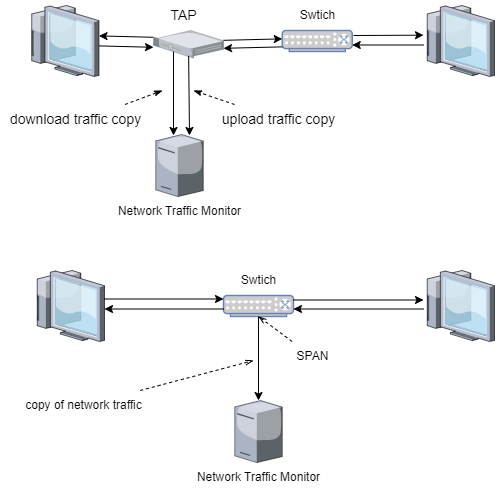 TAP
Swtich
download traffic copy
upload traffic copy
Network Traffic Monitor
Swtich
SPAN
copy of network traffic
Network Traffic Monitor